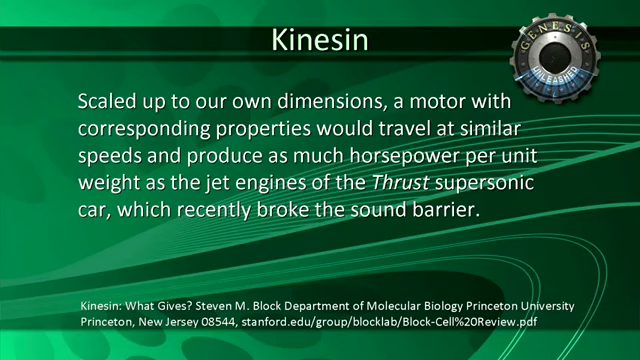 Kinesin
GENESIS
UNLEASHED
Scaled up to our own dimensions, a motor with
corresponding properties would travel at similar
speeds and produce as much horsepower per unit
weight as the jet engines of the Thrust supersonic
car, which recently broke the sound barrier.
Kinesin: What Gives? Steven M. Block Department of Molecular Biology Princeton University
Princeton, New Jersey 08544, stanford.edu/group/blocklab/Block-Cell%20Review.pdf